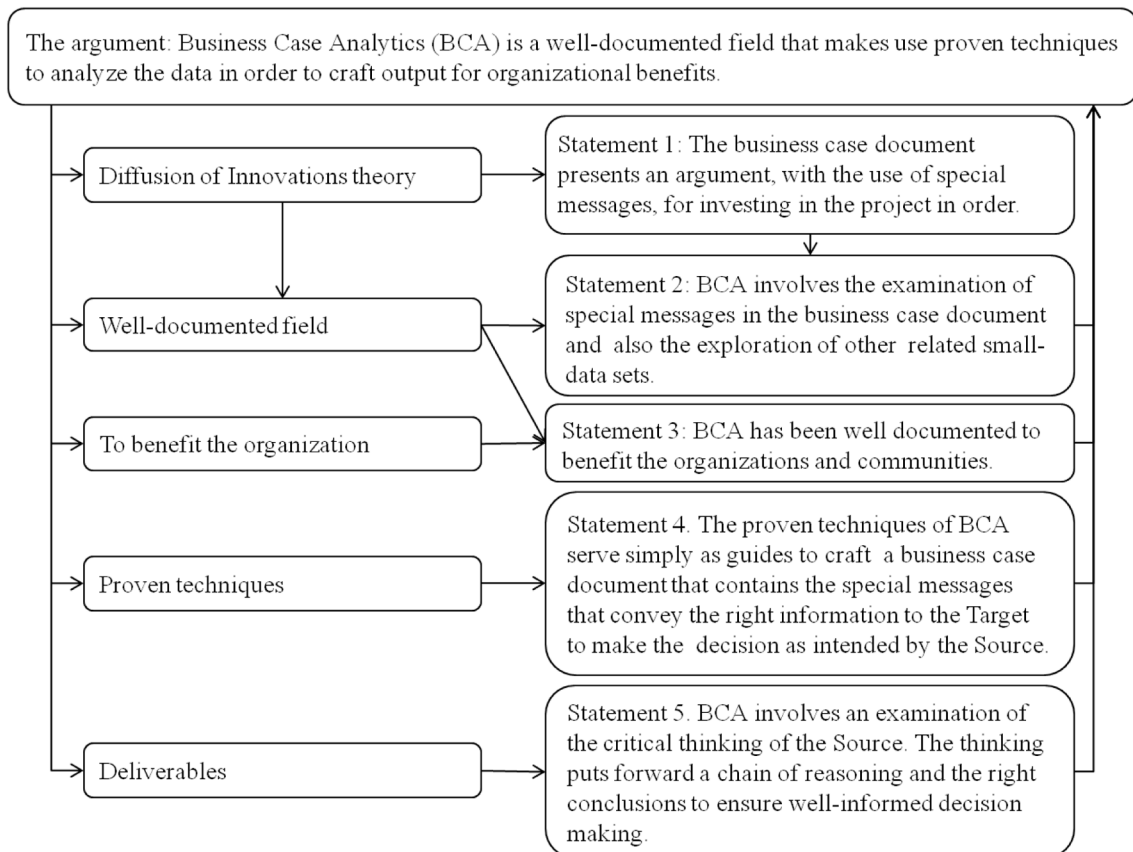 The argument: Business Case Analytics (BCA) is a well-documented field that makes use proven techniques
to analyze the data in order to craft output for organizational benefits.
Diffusion of Innovations theory
Statement 1: The business case document
presents an argument, with the use of special
messages, for investing in the project in order.
Well-documented field
Statement 2: BCA involves the examination of
special messages in the business case document
and also the exploration of other related small-
data sets.
To benefit the organization
Statement 3: BCA has been well documented to
benefit the organizations and communities.
Proven techniques
Statement 4. The proven techniques of BCA
serve simply as guides to craft a business case
document that contains the special messages
that convey the right information to the Target
to make the decision as intended by the Source.
Deliverables
Statement 5. BCA involves an examination of
the critical thinking of the Source. The thinking
puts forward a chain of reasoning and the right
conclusions to ensure well-informed decision
making.